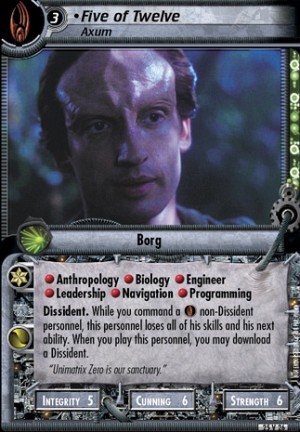 3 •Five of Twelve
Axum
Borg
•Anthropology •Biology •Engineer
•Leadership •Navigation •Programming
Dissident. While you command a non-Dissident
personnel, this personnel loses all of his skills and his next
ability. When you play this personnel, you may download
a Dissident.
"Unimatrix Zero is our sanctuary."
INTEGRITY 5 CUNNING 6 STRENGTH 6